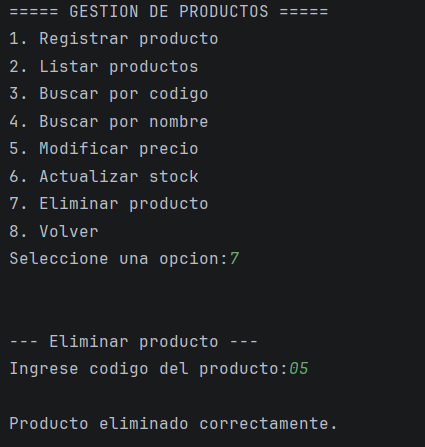 ===== GESTION DE PRODUCTOS =====
1. Registrar producto
2. Listar productos
3. Buscar por codigo
4. Buscar por nombre
5. Modificar precio
6. Actualizar stock
7. Eliminar producto
8. Volver
Seleccione una opcion:7
--- Eliminar producto ---
Ingrese codigo del producto:05
Producto eliminado correctamente.